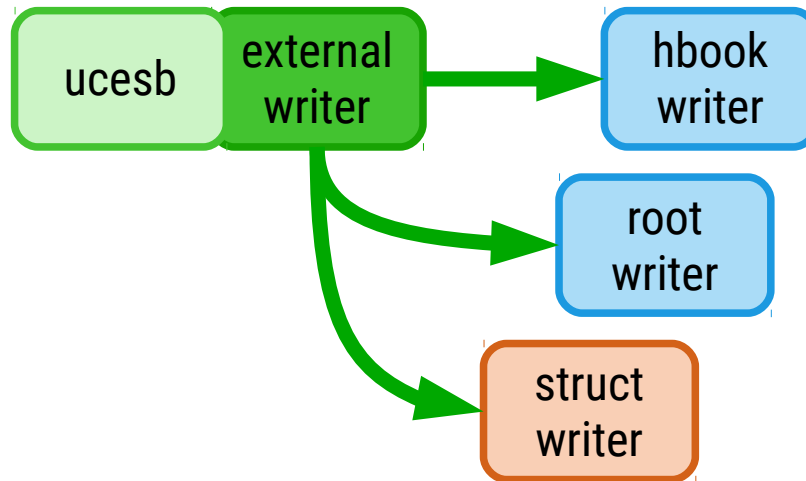 ucesb
external
writer
hbook
writer
root
writer
struct
writer